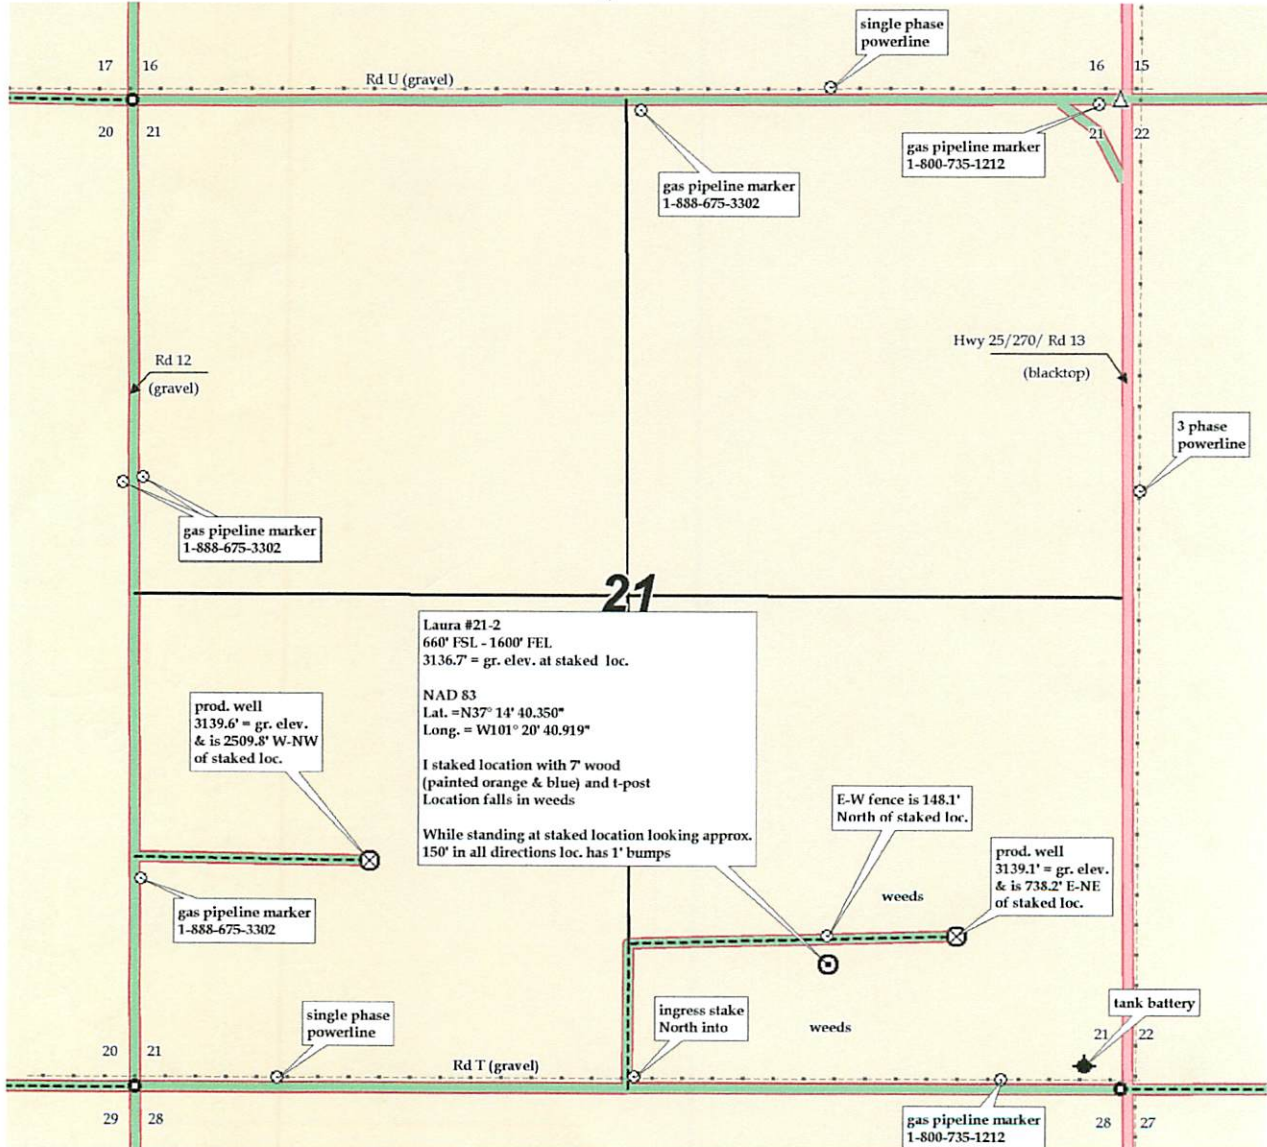 single phase
powerline
17 16
16 15
Rd U (gravel)
20 21
21 22
gas pipeline marker
1-800-735-1212
gas pipeline marker
1-888-675-3302
Rd 12
(gravel)
Hwy 25/270/ Rd 13
(blacktop)
3 phase
powerline
gas pipeline marker
1-888-675-3302
21
Laura #21-2
660' FSL - 1600' FEL
3136.7' = gr. elev. at staked loc.
NAD 83
Lat. =N37° 14' 40.350"
Long. = W101° 20' 40.919"
I staked location with 7' wood
(painted orange & blue) and t-post
Location falls in weeds
While standing at staked location looking approx.
150' in all directions loc. has 1' bumps
prod. well
3139.6' = gr. elev.
& is 2509.8' W-NW
of staked loc.
E-W fence is 148.1'
North of staked loc.
prod. well
3139.1' = gr. elev.
& is 738.2' E-NE
of staked loc.
weeds
gas pipeline marker
1-888-675-3302
single phase
powerline
ingress stake
North into
weeds
tank battery
20 21
21 22
Rd T (gravel)
29 28
28 27
gas pipeline marker
1-800-735-1212